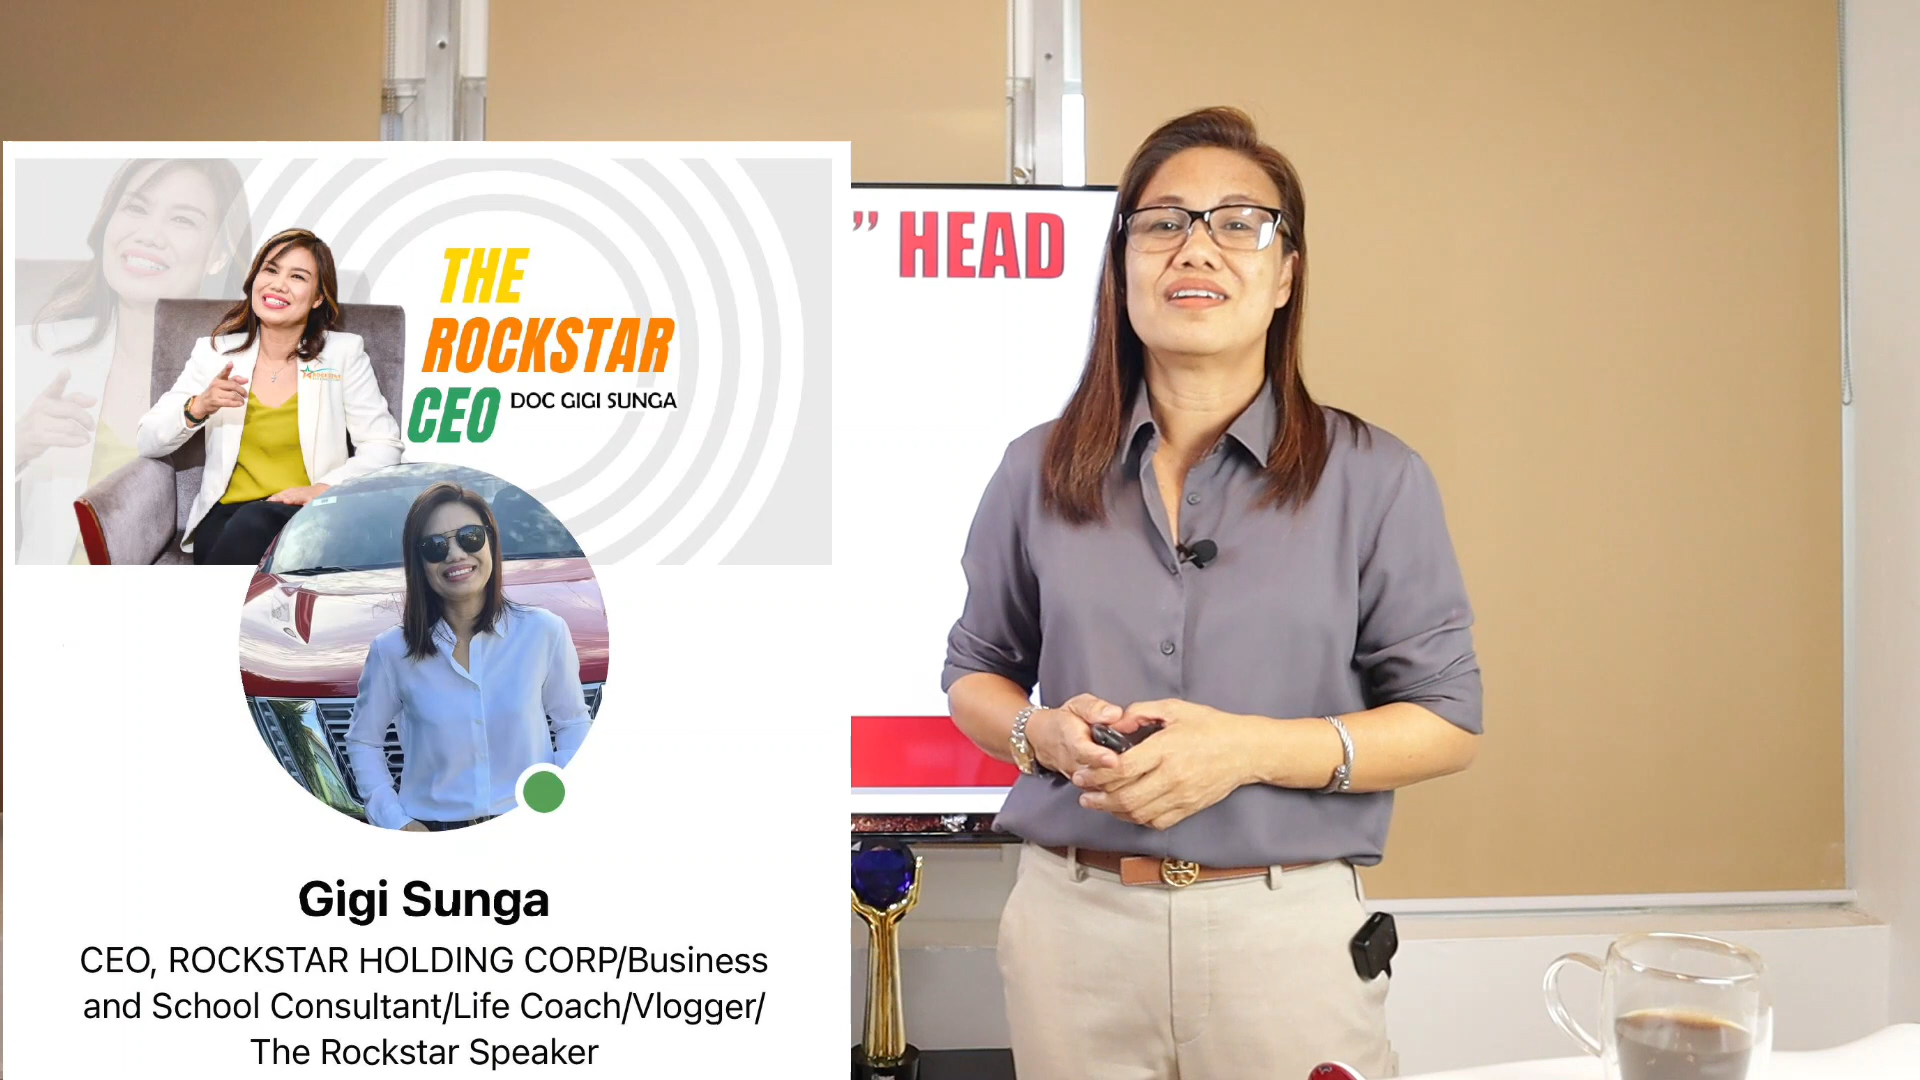 THE
ROCKSTAR
CEO DOC GIGI SUNGA
ROCKSTAR
Gigi Sunga
CEO, ROCKSTAR HOLDING CORP/Business
and School Consultant/Life Coach/Vlogger/
The Rockstar Speaker
” HEAD